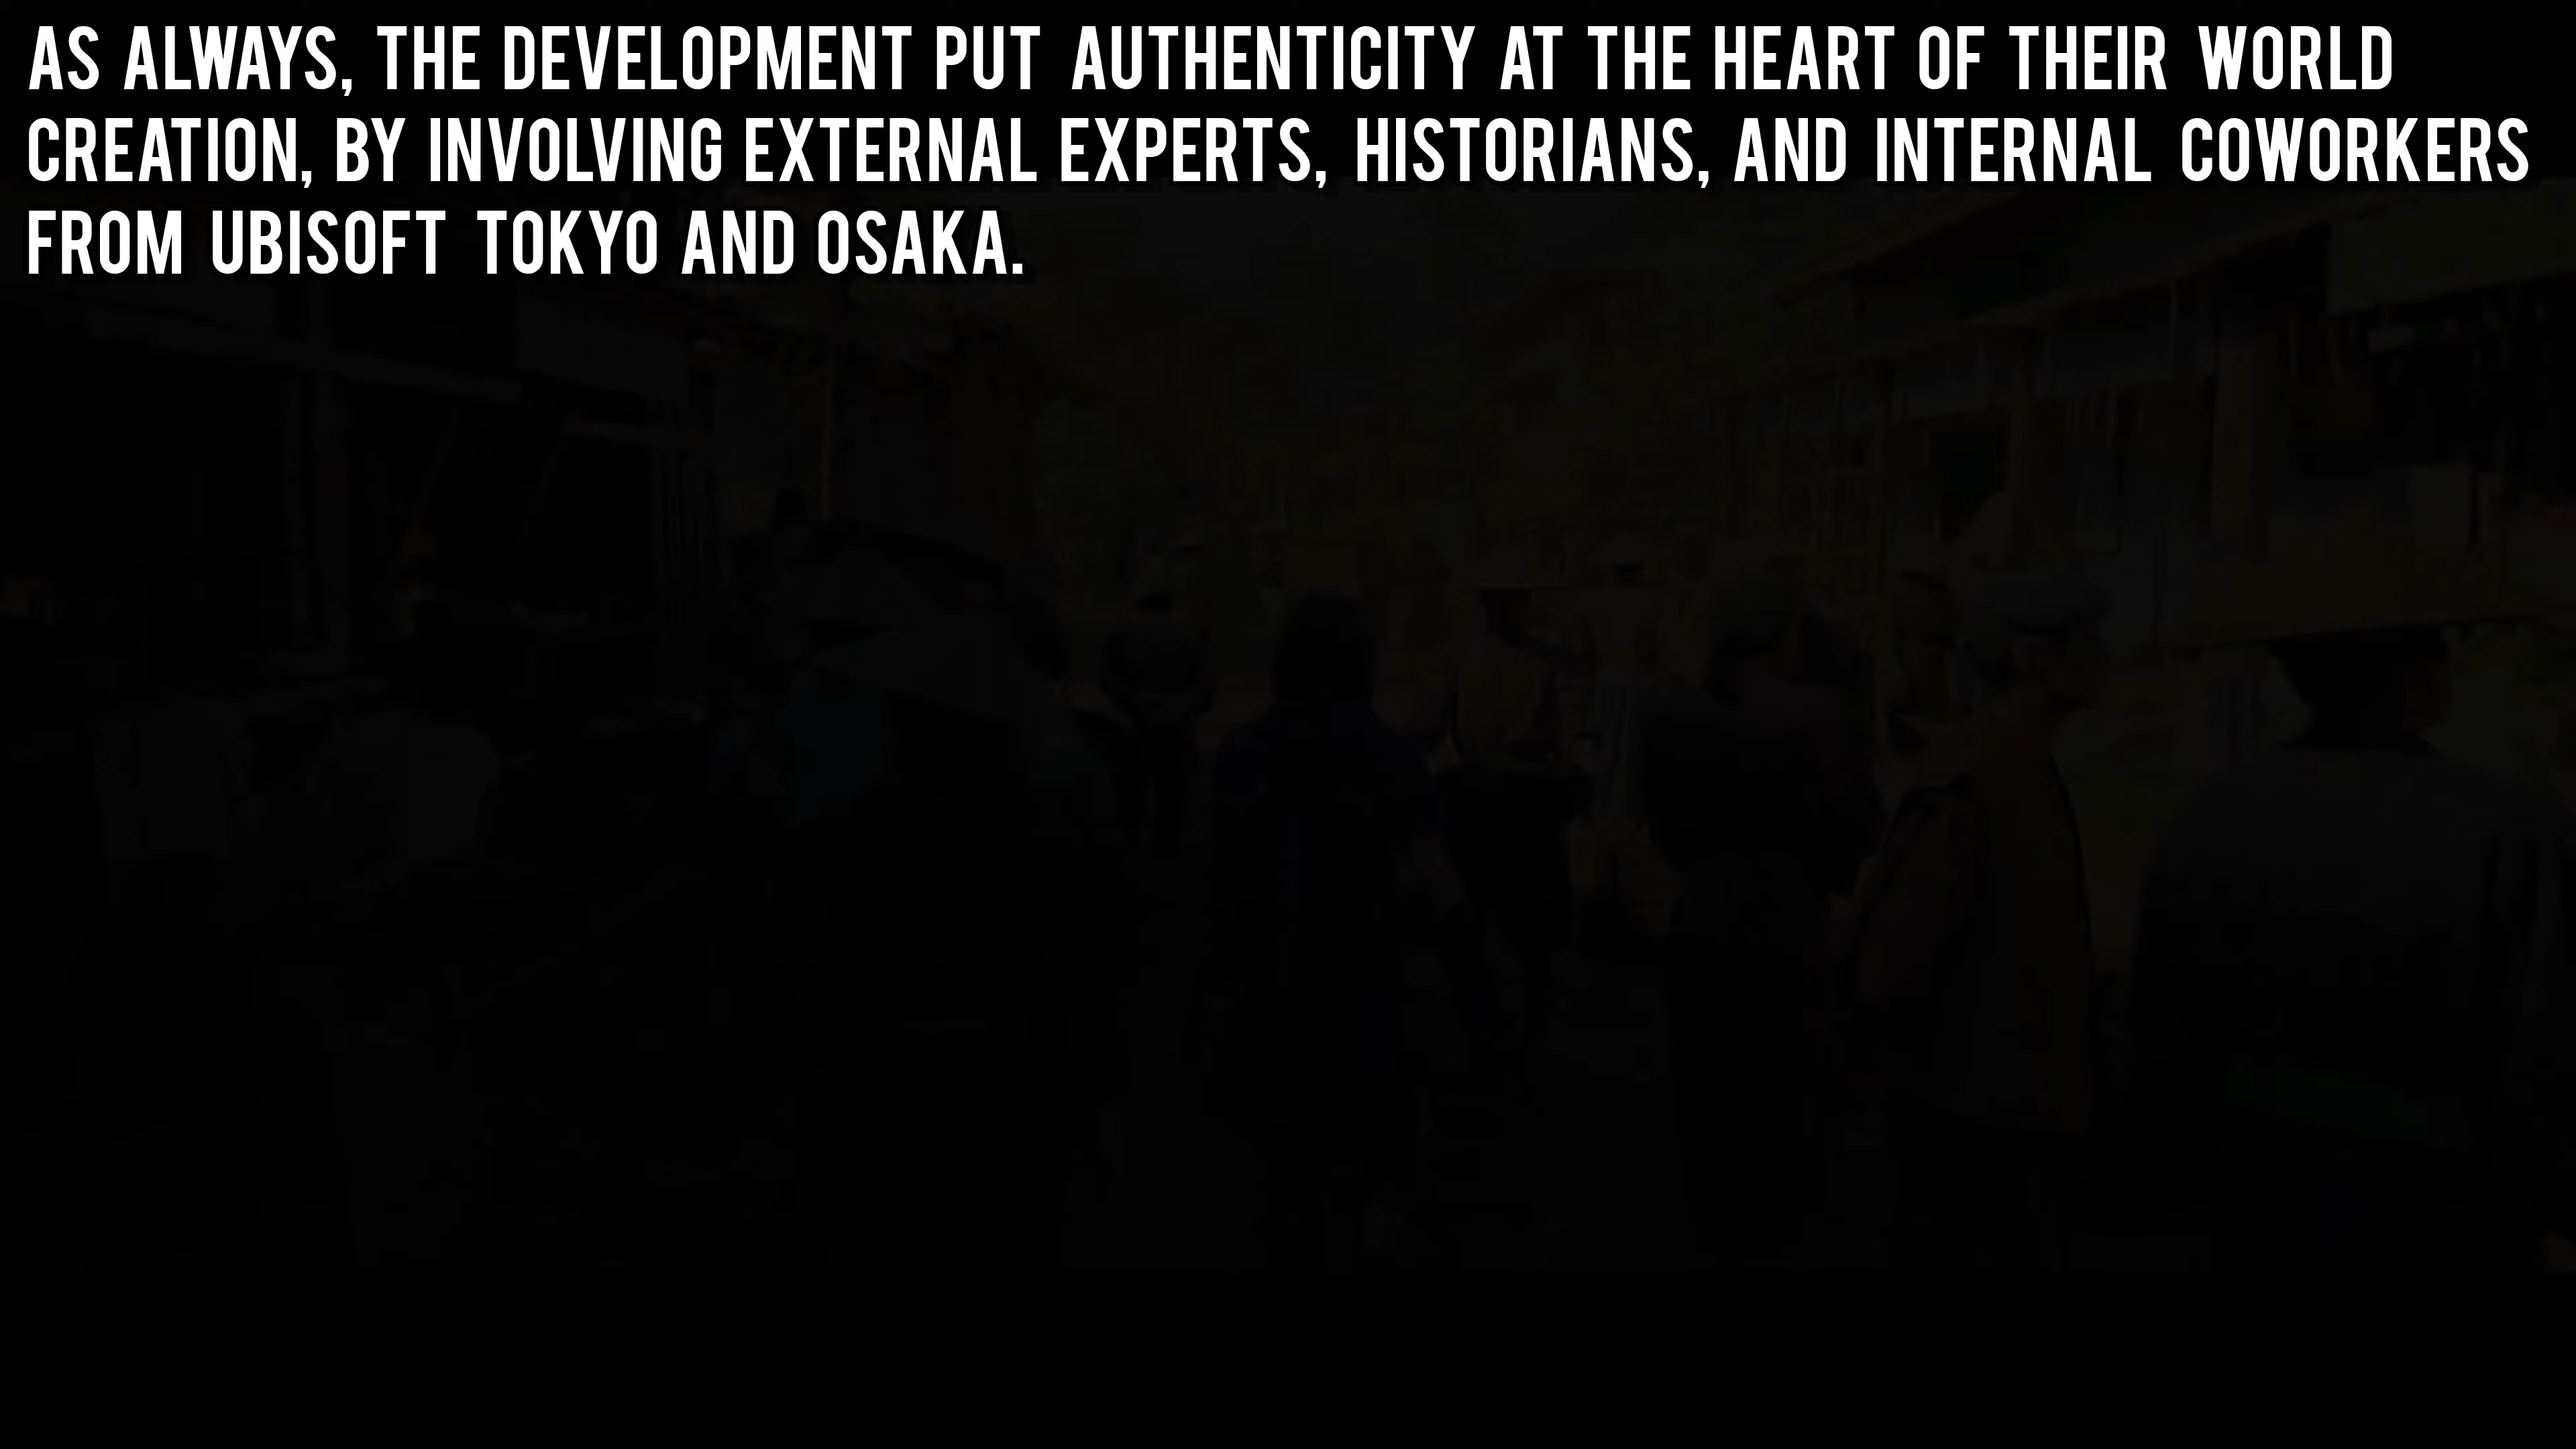 AS ALWAYS, THE DEVELOPMENT PUT AUTHENTICITY AT THE HEART OF THEIR WORLD
CREATION, BY INVOLVING EXTERNAL EXPERTS, HISTORIANS, AND INTERNAL COWORKERS
FROM UBISOFT TOKYO AND OSAKA.